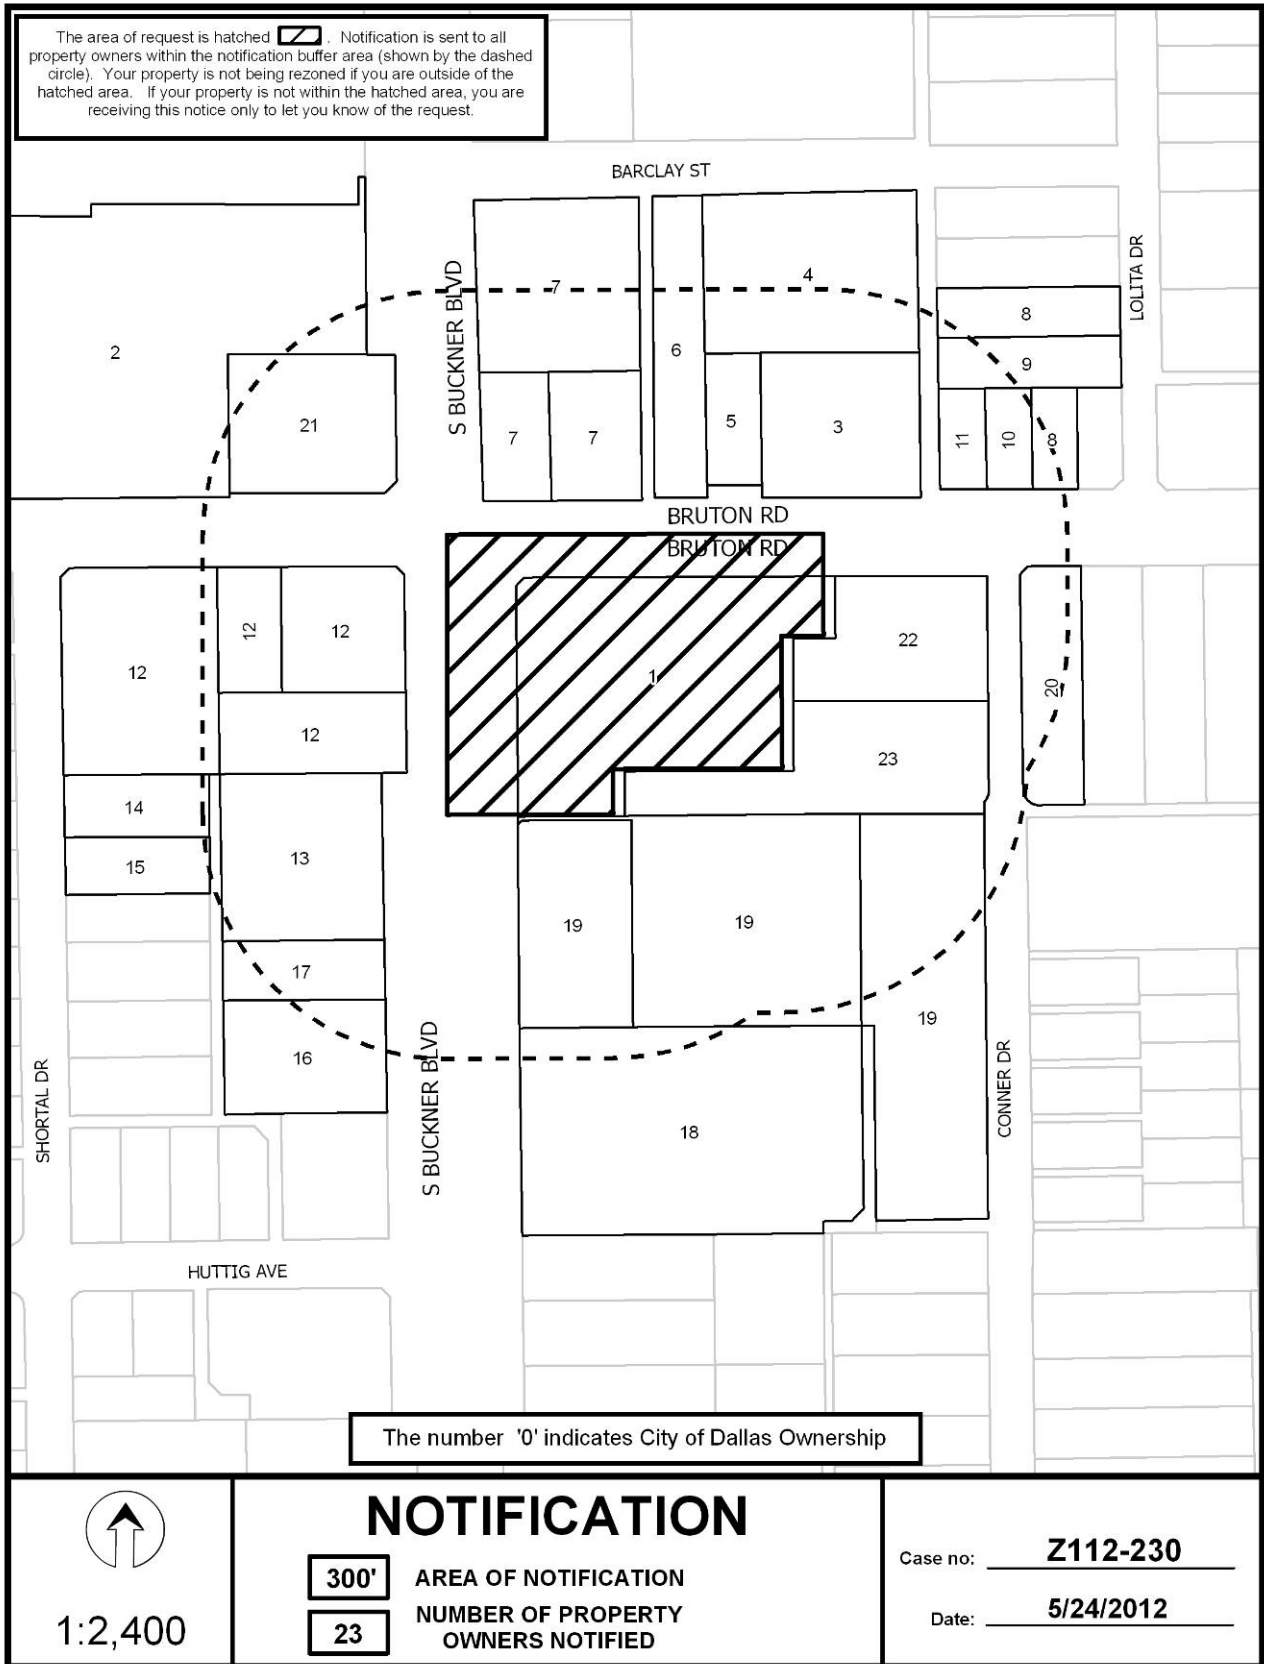 The area of request is hatched . Notification is sent to all
property owners within the notification buffer area (shown by the dashed
circle). Your property is not being rezoned if you are outside of the
hatched area. If your property is not within the hatched area, you are
receiving this notice only to let you know of the request.
BARCLAY ST
LOLITA DR
S BUCKNER BLVD
7
4
8
2
6
9
21
5
3
7
7
11
10
8
BRUTON RD
BRUTON RD
12
12
22
12
1
20
12
23
14
13
15
19
19
17
19
16
S BUCKNER BLVD
CONNER DR
SHORTAL DR
18
HUTTIG AVE
The number '0' indicates City of Dallas Ownership
1:2,400
NOTIFICATION
300' AREA OF NOTIFICATION
23 NUMBER OF PROPERTY
OWNERS NOTIFIED
Case no: Z112-230
Date: 5/24/2012